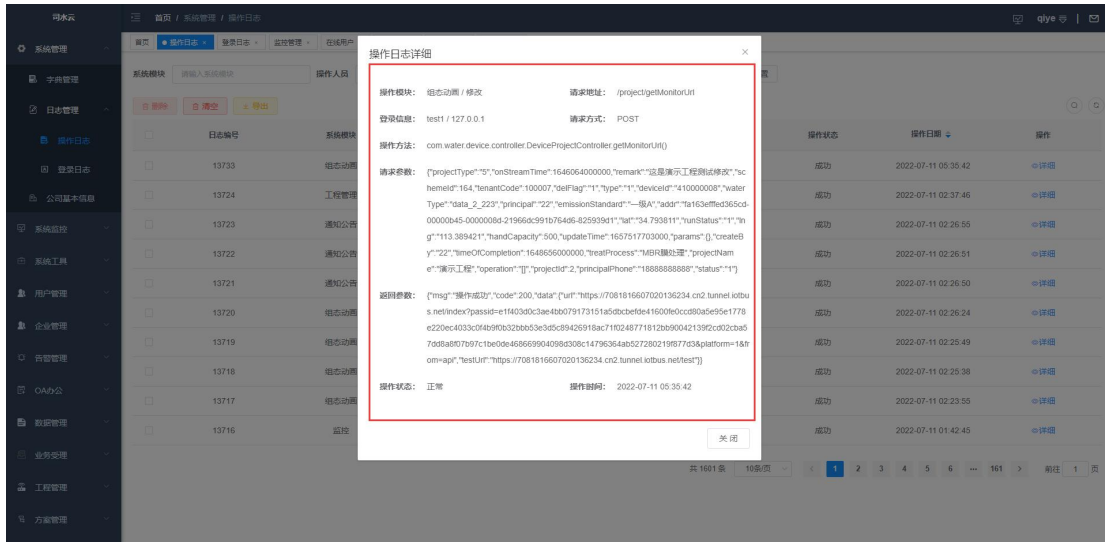 司水云
首页 / 系统管理 / 操作日志
qiye
系统管理
字典管理
日志管理
操作日志
登录日志
公司基本信息
系统监控
系统工具
用户管理
企业管理
告警管理
OA办公
数据管理
业务受理
工程管理
方案管理
首页 操作日志 × 登录日志 × 监控管理 × 在线用户
系统模块 请输入系统模块 操作人员 置
删除 清空 导出
日志编号 系统模块 操作状态 操作日期 操作
13733 组态动画 成功 2022-07-11 05:35:42 详细
13724 工程管理 成功 2022-07-11 02:37:46 详细
13723 通知公告 成功 2022-07-11 02:26:55 详细
13722 通知公告 成功 2022-07-11 02:26:51 详细
13721 通知公告 成功 2022-07-11 02:26:50 详细
13720 组态动画 成功 2022-07-11 02:26:24 详细
13719 组态动画 成功 2022-07-11 02:25:49 详细
13718 组态动画 成功 2022-07-11 02:25:38 详细
13717 组态动画 成功 2022-07-11 02:23:55 详细
13716 监控 成功 2022-07-11 01:42:45 详细
共 1601 条 10条/页 < 1 2 3 4 5 6 ... 161 > 前往 1 页
操作日志详细 ×
操作模块： 组态动画 / 修改 请求地址： /project/getMonitorUrl
登录信息： test1 / 127.0.0.1 请求方式： POST
操作方法： com.water.device.controller.DeviceProjectController.getMonitorUrl()
请求参数： {"projectType":"5","onStreamTime":1646064000000,"remark":"这是演示工程测试修改","sc
hemeId":164,"tenantCode":100007,"delFlag":"1","type":"1","deviceId":"410000008","water
Type":"data_2_223","principal":"22","emissionStandard":"一级A","addr":"fa163efffed365cd-
00000b45-0000008d-21966dc991b764d6-825939d1","lat":"34.793811","runStatus":"1","ln
g":"113.389421","handCapacity":500,"updateTime":1657517703000,"params":{},"createB
y":"22","timeOfCompletion":1648656000000,"treatProcess":"MBR膜处理","projectNam
e":"演示工程","operation":"[]","projectId":2,"principalPhone":"18888888888","status":"1"}
返回参数： {"msg":"操作成功","code":200,"data":{"url":"https://7081816607020136234.cn2.tunnel.iotbu
s.net/index?passid=e1f403d0c3ae4bb079173151a5dbcbefde41600fe0ccd80a5e95e1778
e220ec4033c0f4b9f0b32bbb53e3d5c89426918ac71f0248771812bb90042139f2cd02cba5
7dd8a8f07b97c1be0de468669904098d308c14796364ab527280219f877d3&platform=1&fr
om=api","testUrl":"https://7081816607020136234.cn2.tunnel.iotbus.net/test"}}
操作状态： 正常 操作时间： 2022-07-11 05:35:42
关 闭